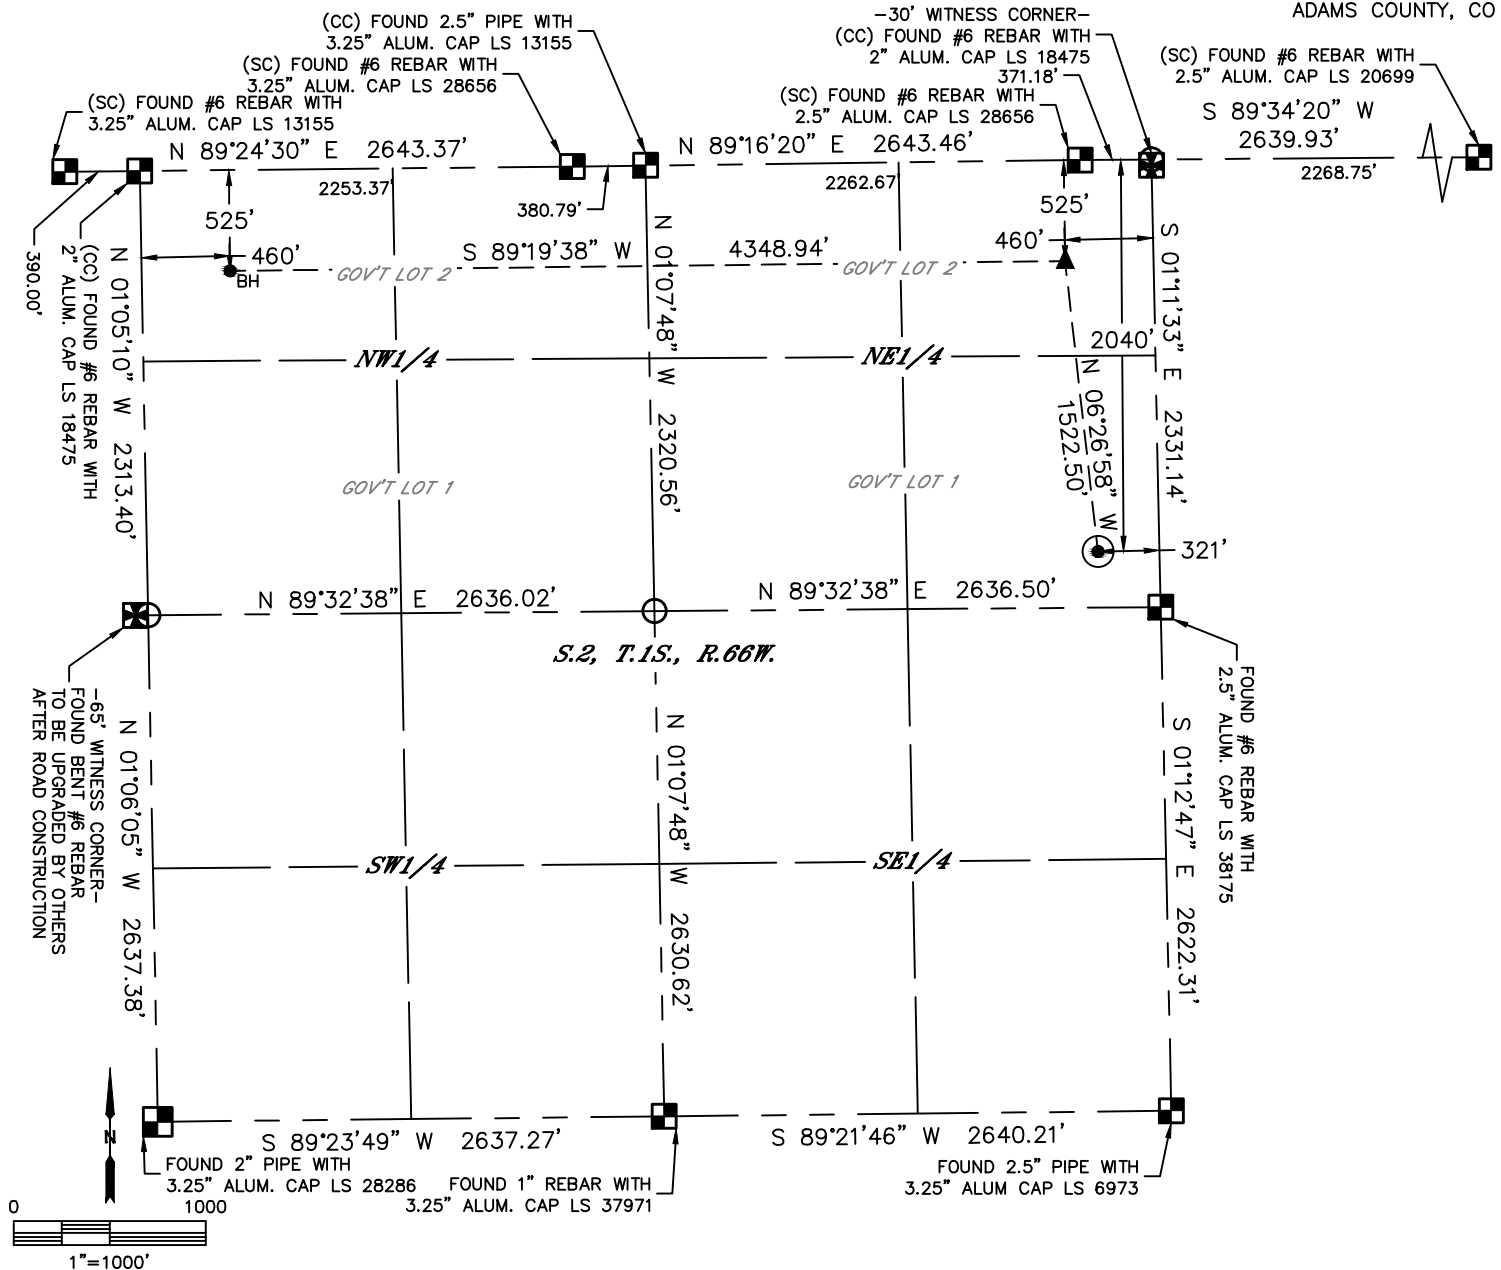 ADAMS COUNTY, CO
(CC) FOUND 2.5" PIPE WITH
3.25" ALUM. CAP LS 13155
-30' WITNESS CORNER-
(CC) FOUND #6 REBAR WITH
2" ALUM. CAP LS 18475
(SC) FOUND #6 REBAR WITH
2.5" ALUM. CAP LS 20699
(SC) FOUND #6 REBAR WITH
3.25" ALUM. CAP LS 28656
371.18'
(SC) FOUND #6 REBAR WITH
2.5" ALUM. CAP LS 28656
(SC) FOUND #6 REBAR WITH
3.25" ALUM. CAP LS 13155
S 89°34'20" W
2639.93'
N 89°24'30" E 2643.37'
N 89°16'20" E 2643.46'
2253.37'
2262.67'
2268.75'
380.79'
525'
525'
460'
460'
BH
S 89°19'38" W 4348.94'
GOV'T LOT 2
GOV'T LOT 2
390.00'
(CC) FOUND #6 REBAR WITH
2" ALUM. CAP LS 18475
N 01°05'10" W 2313.40'
N 01°07'48" W 2320.56'
S 01°11'33" E 2331.14'
2040'
NW1/4
NE1/4
N 06°26'58" W
1522.50'
GOV'T LOT 1
GOV'T LOT 1
321'
N 89°32'38" E 2636.02'
N 89°32'38" E 2636.50'
S.2, T.1S., R.66W.
-65' WITNESS CORNER-
FOUND BENT #6 REBAR
TO BE UPGRADED BY OTHERS
AFTER ROAD CONSTRUCTION
FOUND #6 REBAR WITH
2.5" ALUM. CAP LS 38175
N 01°06'05" W 2637.38'
N 01°07'48" W 2630.62'
S 01°12'47" E 2622.31'
SW1/4
SE1/4
S 89°23'49" W 2637.27'
S 89°21'46" W 2640.21'
N
FOUND 2" PIPE WITH
3.25" ALUM. CAP LS 28286
FOUND 1" REBAR WITH
3.25" ALUM. CAP LS 37971
FOUND 2.5" PIPE WITH
3.25" ALUM CAP LS 6973
0 1000
1"=1000'